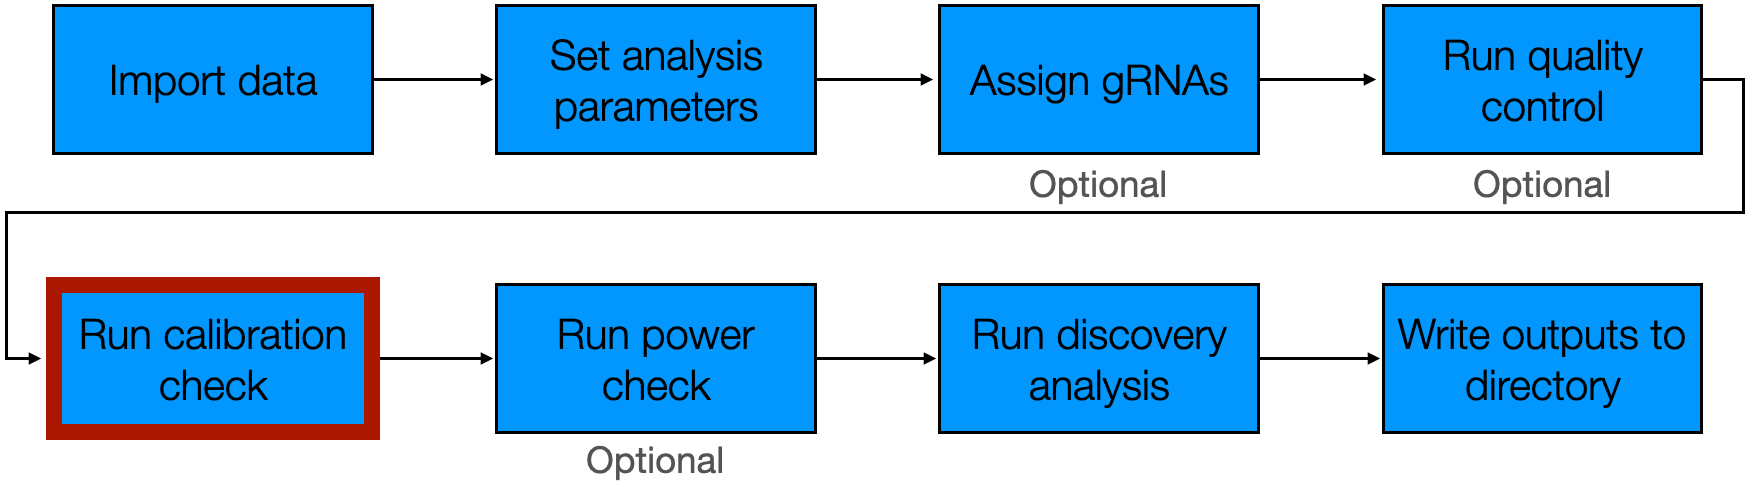 Import data
Set analysis
parameters
Assign gRNAs
Optional
Run quality
control
Optional
Run calibration
check
Run power
check
Optional
Run discovery
analysis
Write outputs to
directory